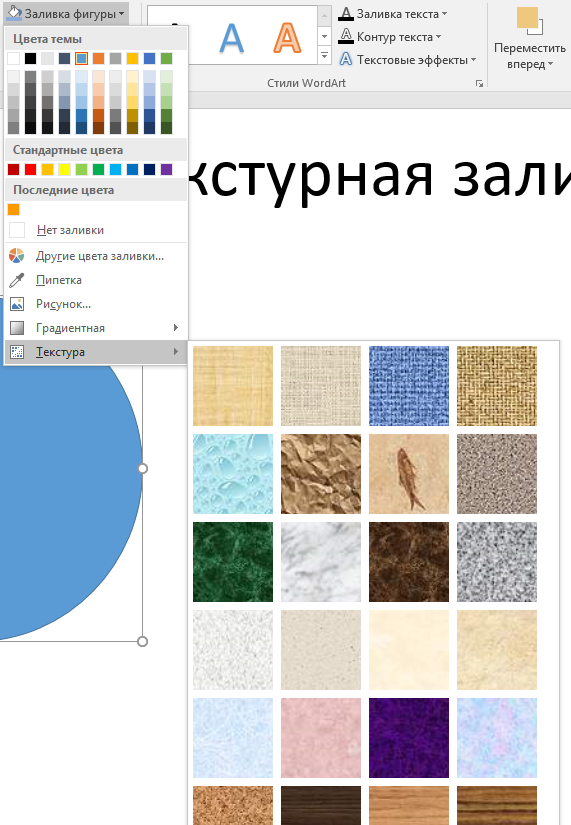 Заливка фигуры
Цвета темы
Стандартные цвета
Последние цвета
Нет заливки
Другие цвета заливки...
Пипетка
Рисунок...
Градиентная
Текстура
А А
Заливка текста
Контур текста
Текстовые эффекты
Стили WordArt
Переместить
вперед
кстурная зали